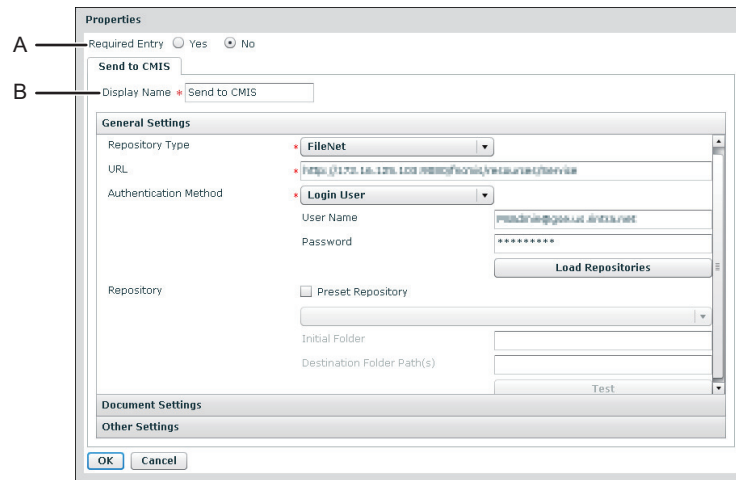 Properties
A
Required Entry Yes No
Send to CMIS
B
Display Name * Send to CMIS
General Settings
Repository Type * FileNet
URL *
Authentication Method * Login User
User Name
Password *********
Load Repositories
Repository Preset Repository
Initial Folder
Destination Folder Path(s)
Test
Document Settings
Other Settings
OK Cancel